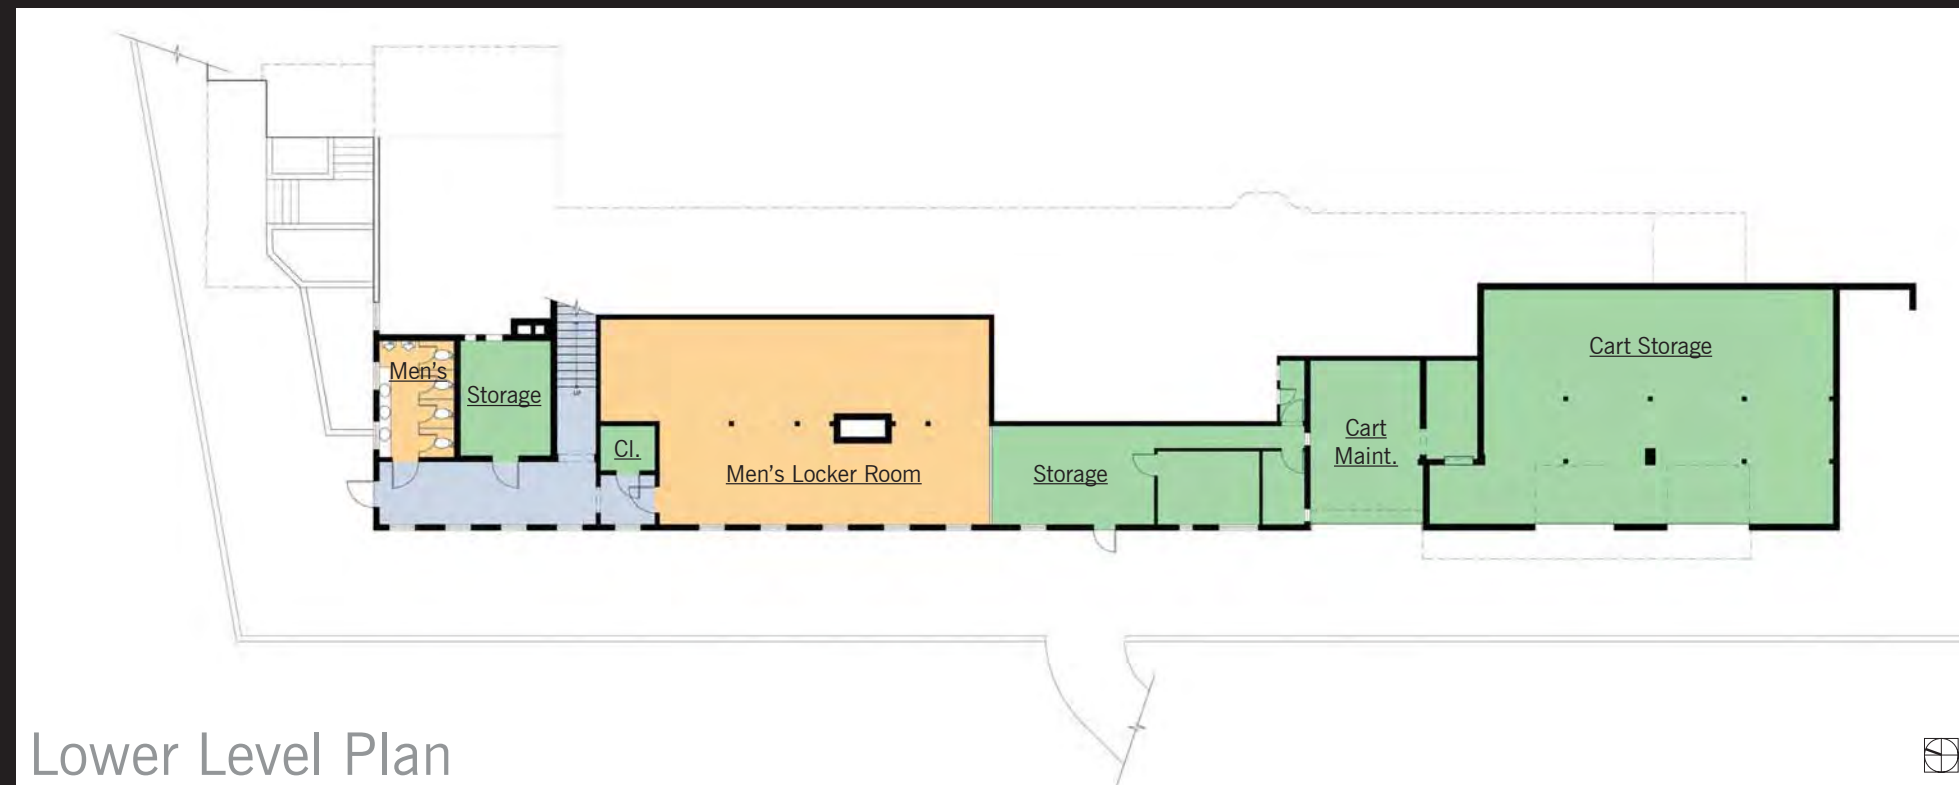 Men's
Storage
Cl.
Men's Locker Room
Storage
Cart
Maint.
Cart Storage
Lower Level Plan